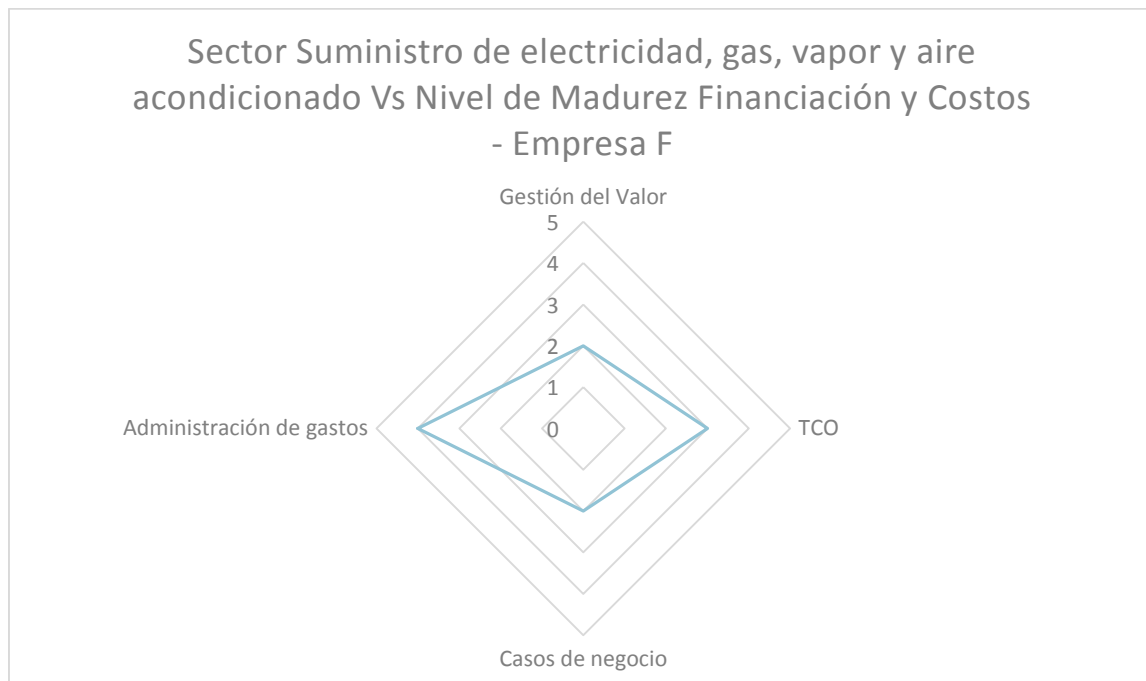 Sector Suministro de electricidad, gas, vapor y aire
acondicionado Vs Nivel de Madurez Financiación y Costos
- Empresa F
Gestión del Valor
5
4
3
2
1
0
Administración de gastos
TCO
Casos de negocio